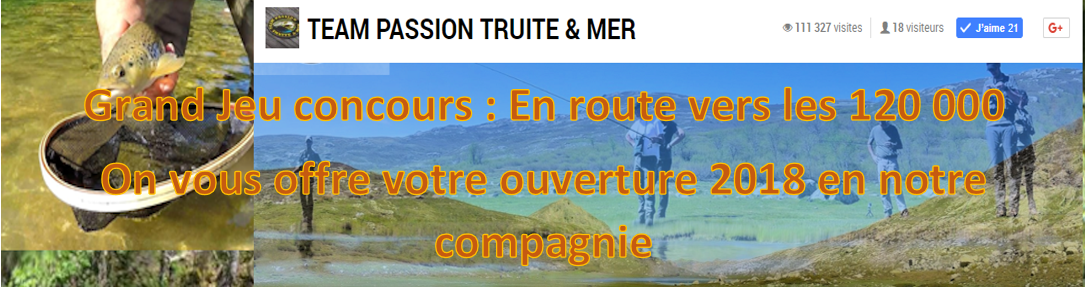 TEAM PASSION TRUITE & MER
111 327 visites
18 visiteurs
J'aime 21
G+
Grand Jeu concours : En route vers les 120 000
On vous offre votre ouverture 2018 en notre
compagnie